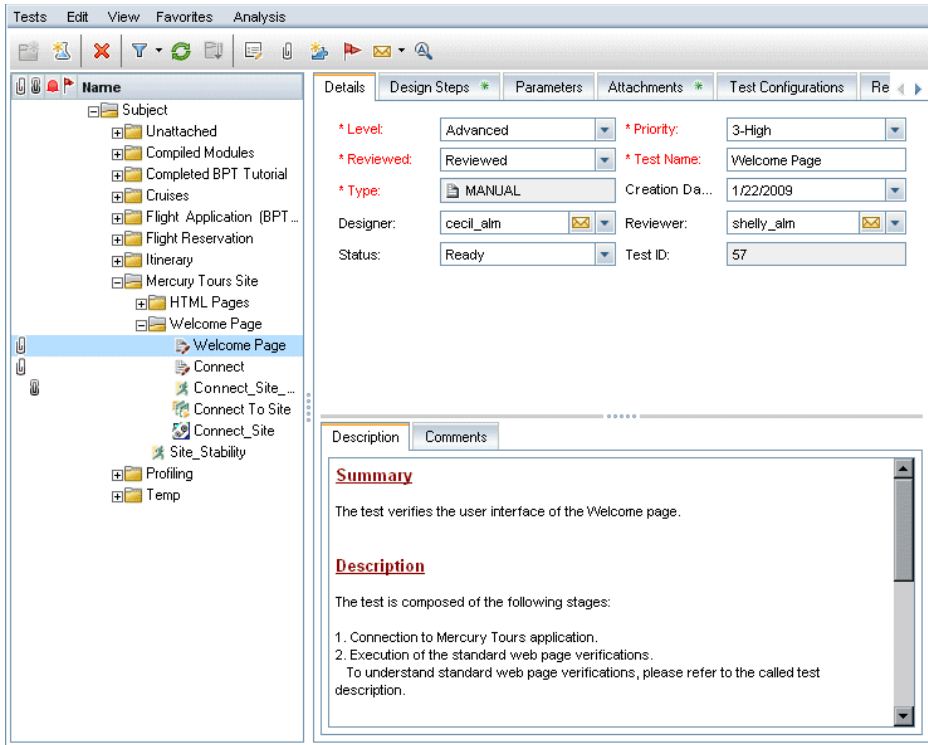 Tests Edit View Favorites Analysis
Name
Subject
Unattached
Compiled Modules
Completed BPT Tutorial
Cruises
Flight Application (BPT...
Flight Reservation
Itinerary
Mercury Tours Site
HTML Pages
Welcome Page
Welcome Page
Connect
Connect_Site_...
Connect To Site
Connect_Site
Site_Stability
Profiling
Temp
Details Design Steps * Parameters Attachments * Test Configurations Re
* Level: Advanced * Priority: 3-High
* Reviewed: Reviewed * Test Name: Welcome Page
* Type: MANUAL Creation Da... 1/22/2009
Designer: cecil_alm Reviewer: shelly_alm
Status: Ready Test ID: 57
Description Comments
Summary
The test verifies the user interface of the Welcome page.
Description
The test is composed of the following stages:
1. Connection to Mercury Tours application.
2. Execution of the standard web page verifications.
To understand standard web page verifications, please refer to the called test
description.